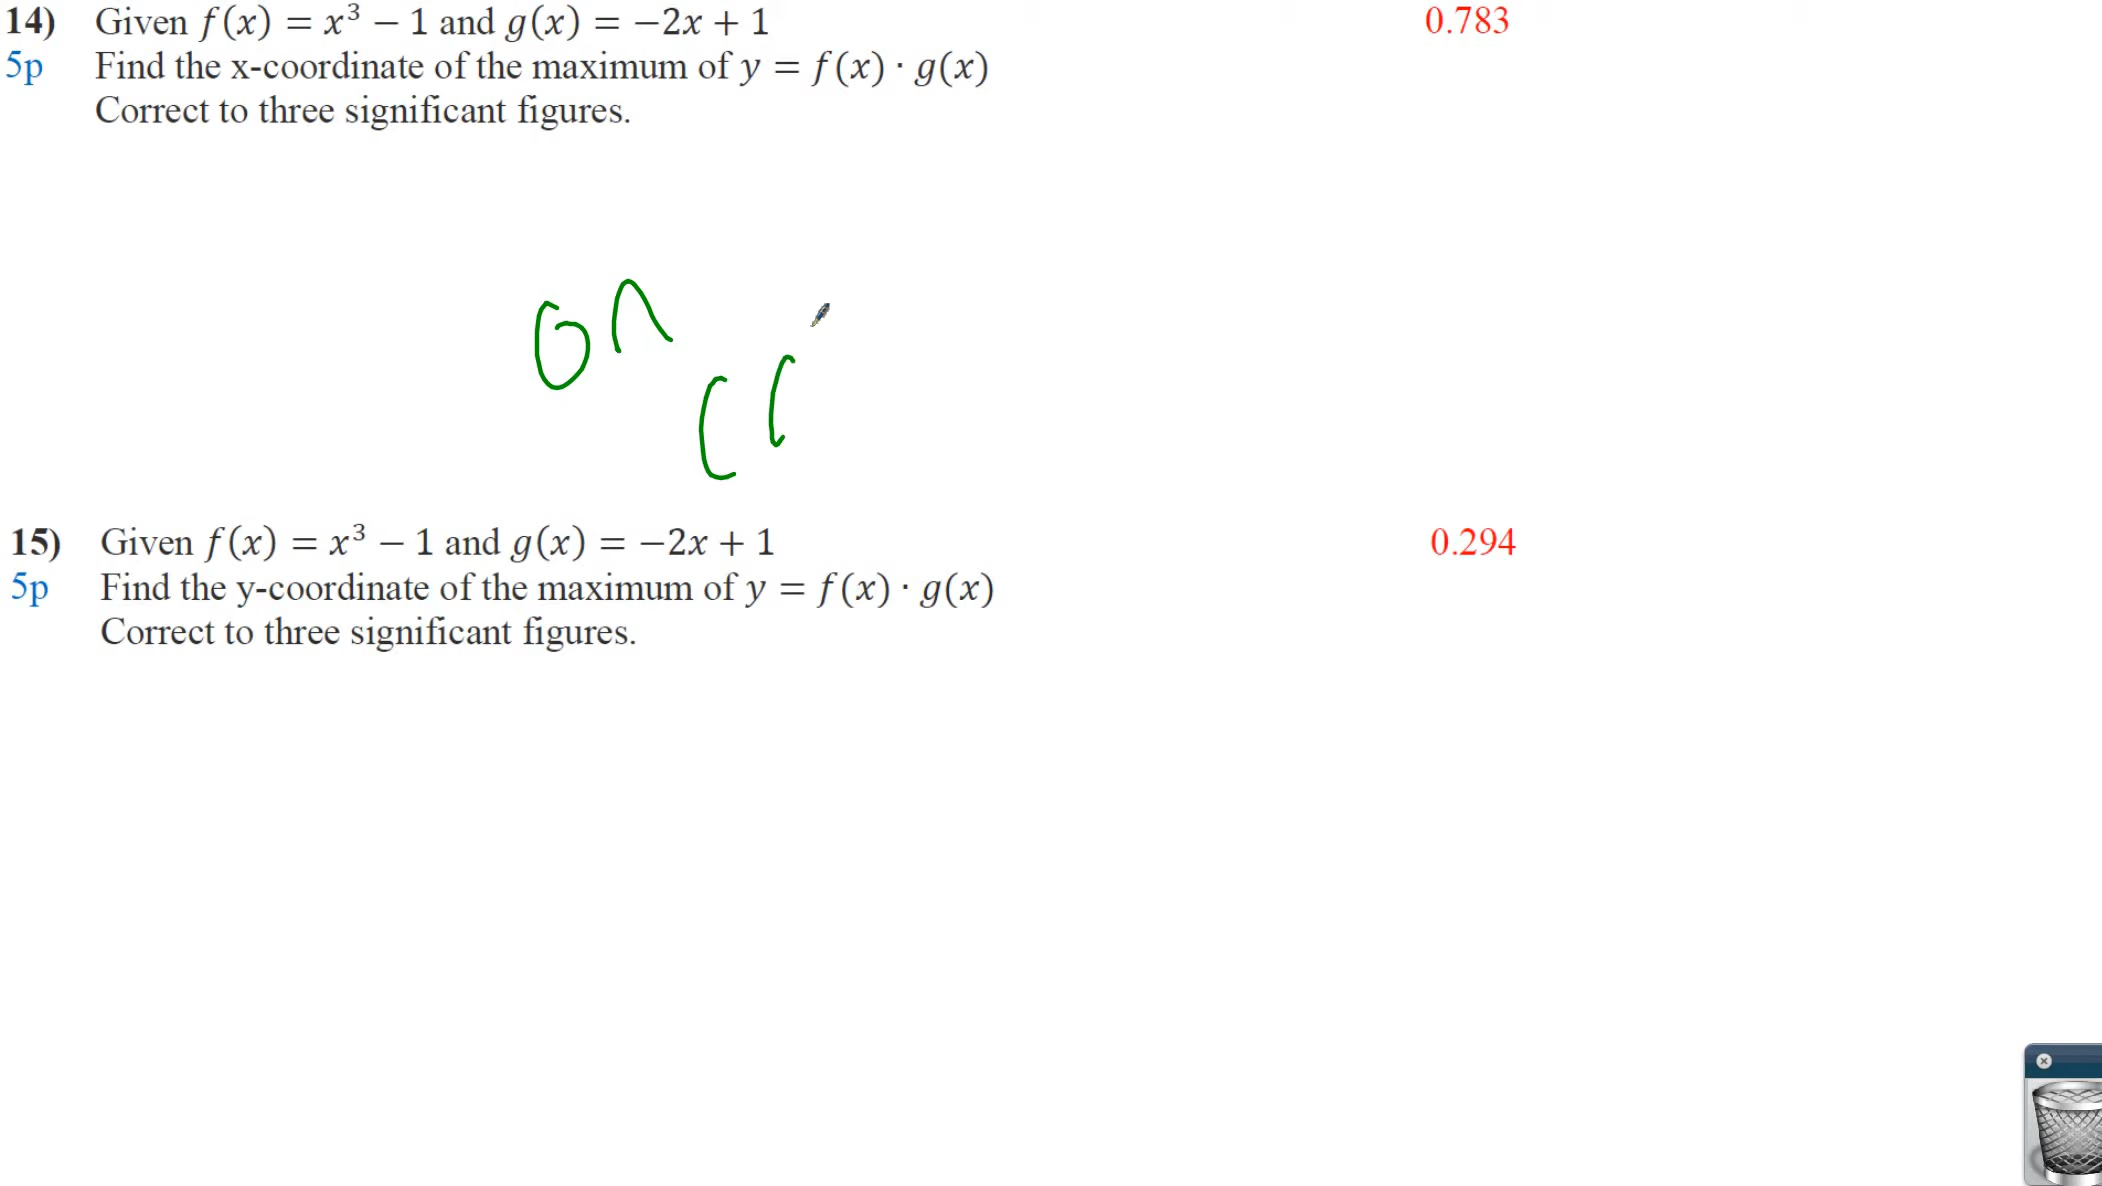 14) Given f(x) = x³ − 1 and g(x) = −2x + 1 0.783
5p Find the x-coordinate of the maximum of y = f(x) · g(x)
Correct to three significant figures.
on
15) Given f(x) = x³ − 1 and g(x) = −2x + 1 0.294
5p Find the y-coordinate of the maximum of y = f(x) · g(x)
Correct to three significant figures.